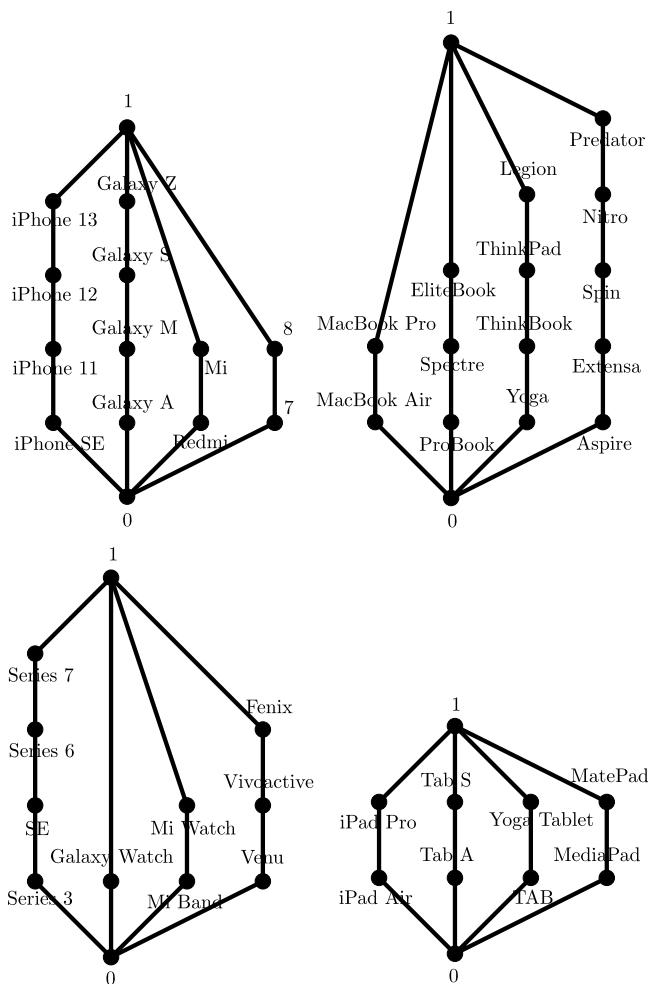 1
Galaxy Z
iPhone 13
Galaxy S
iPhone 12
Galaxy M
8
iPhone 11
Mi
Galaxy A
7
iPhone SE
Redmi
0
1
Predator
Legion
Nitro
ThinkPad
EliteBook
Spin
MacBook Pro
ThinkBook
Spectre
Extensa
MacBook Air
Yoga
ProBook
Aspire
0
1
Series 7
Fenix
Series 6
Vivoactive
SE
Mi Watch
Galaxy Watch
Venu
Series 3
Mi Band
0
1
Tab S
MatePad
iPad Pro
Yoga Tablet
Tab A
MediaPad
iPad Air
TAB
0